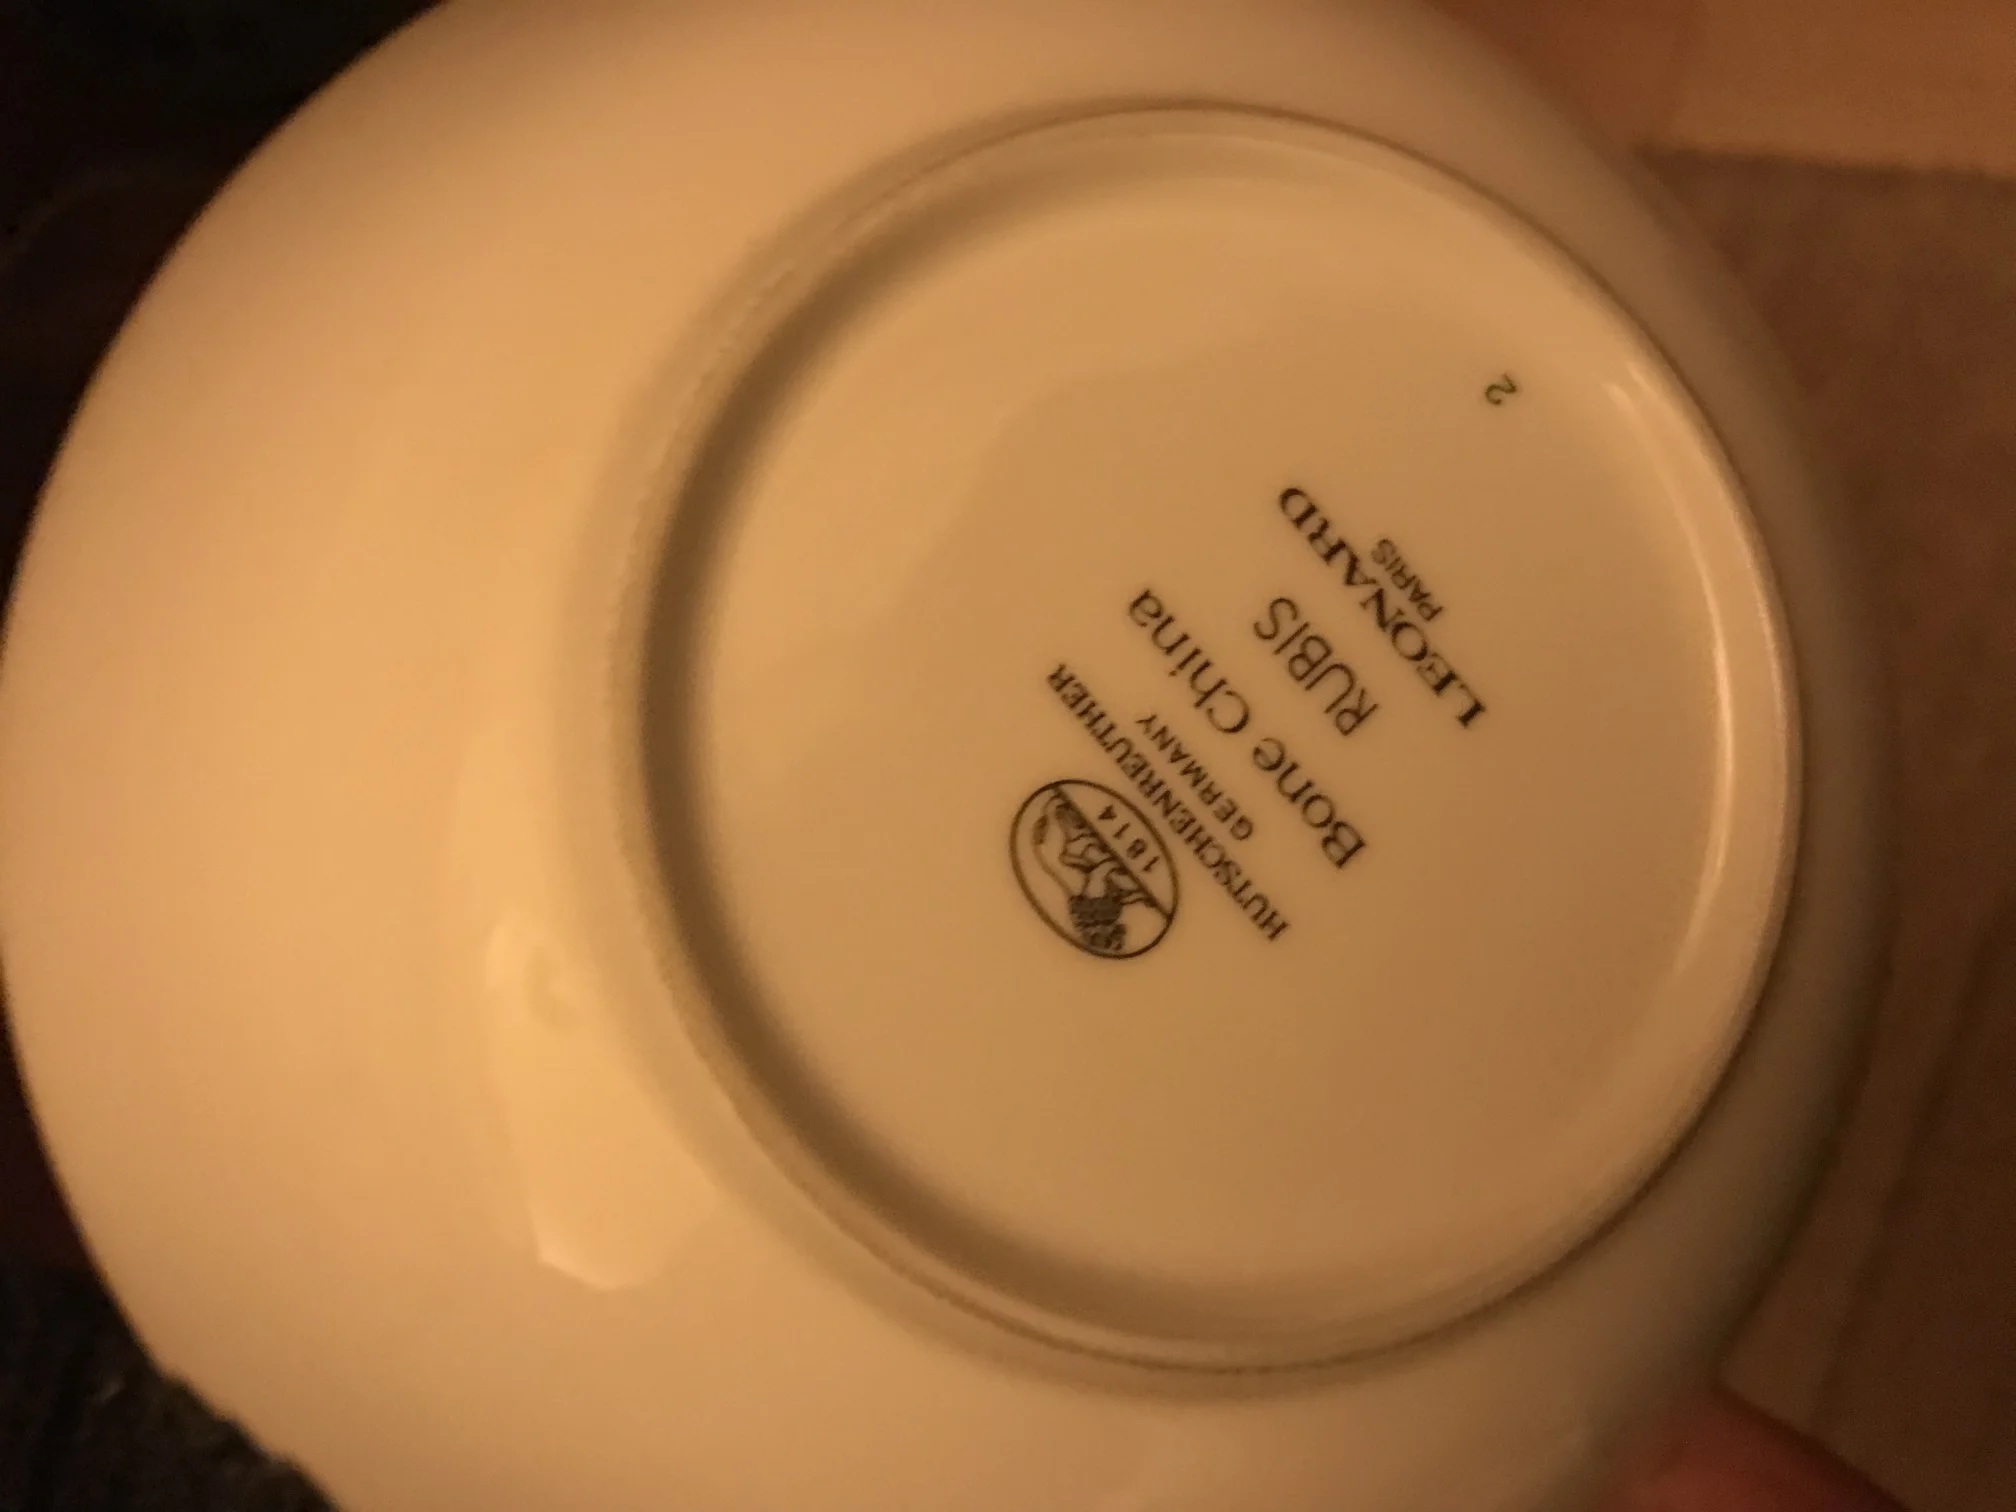 1814
HUTSCHENREUTHER
GERMANY
Bone China
RUBIS
LEONARD
PARIS
2